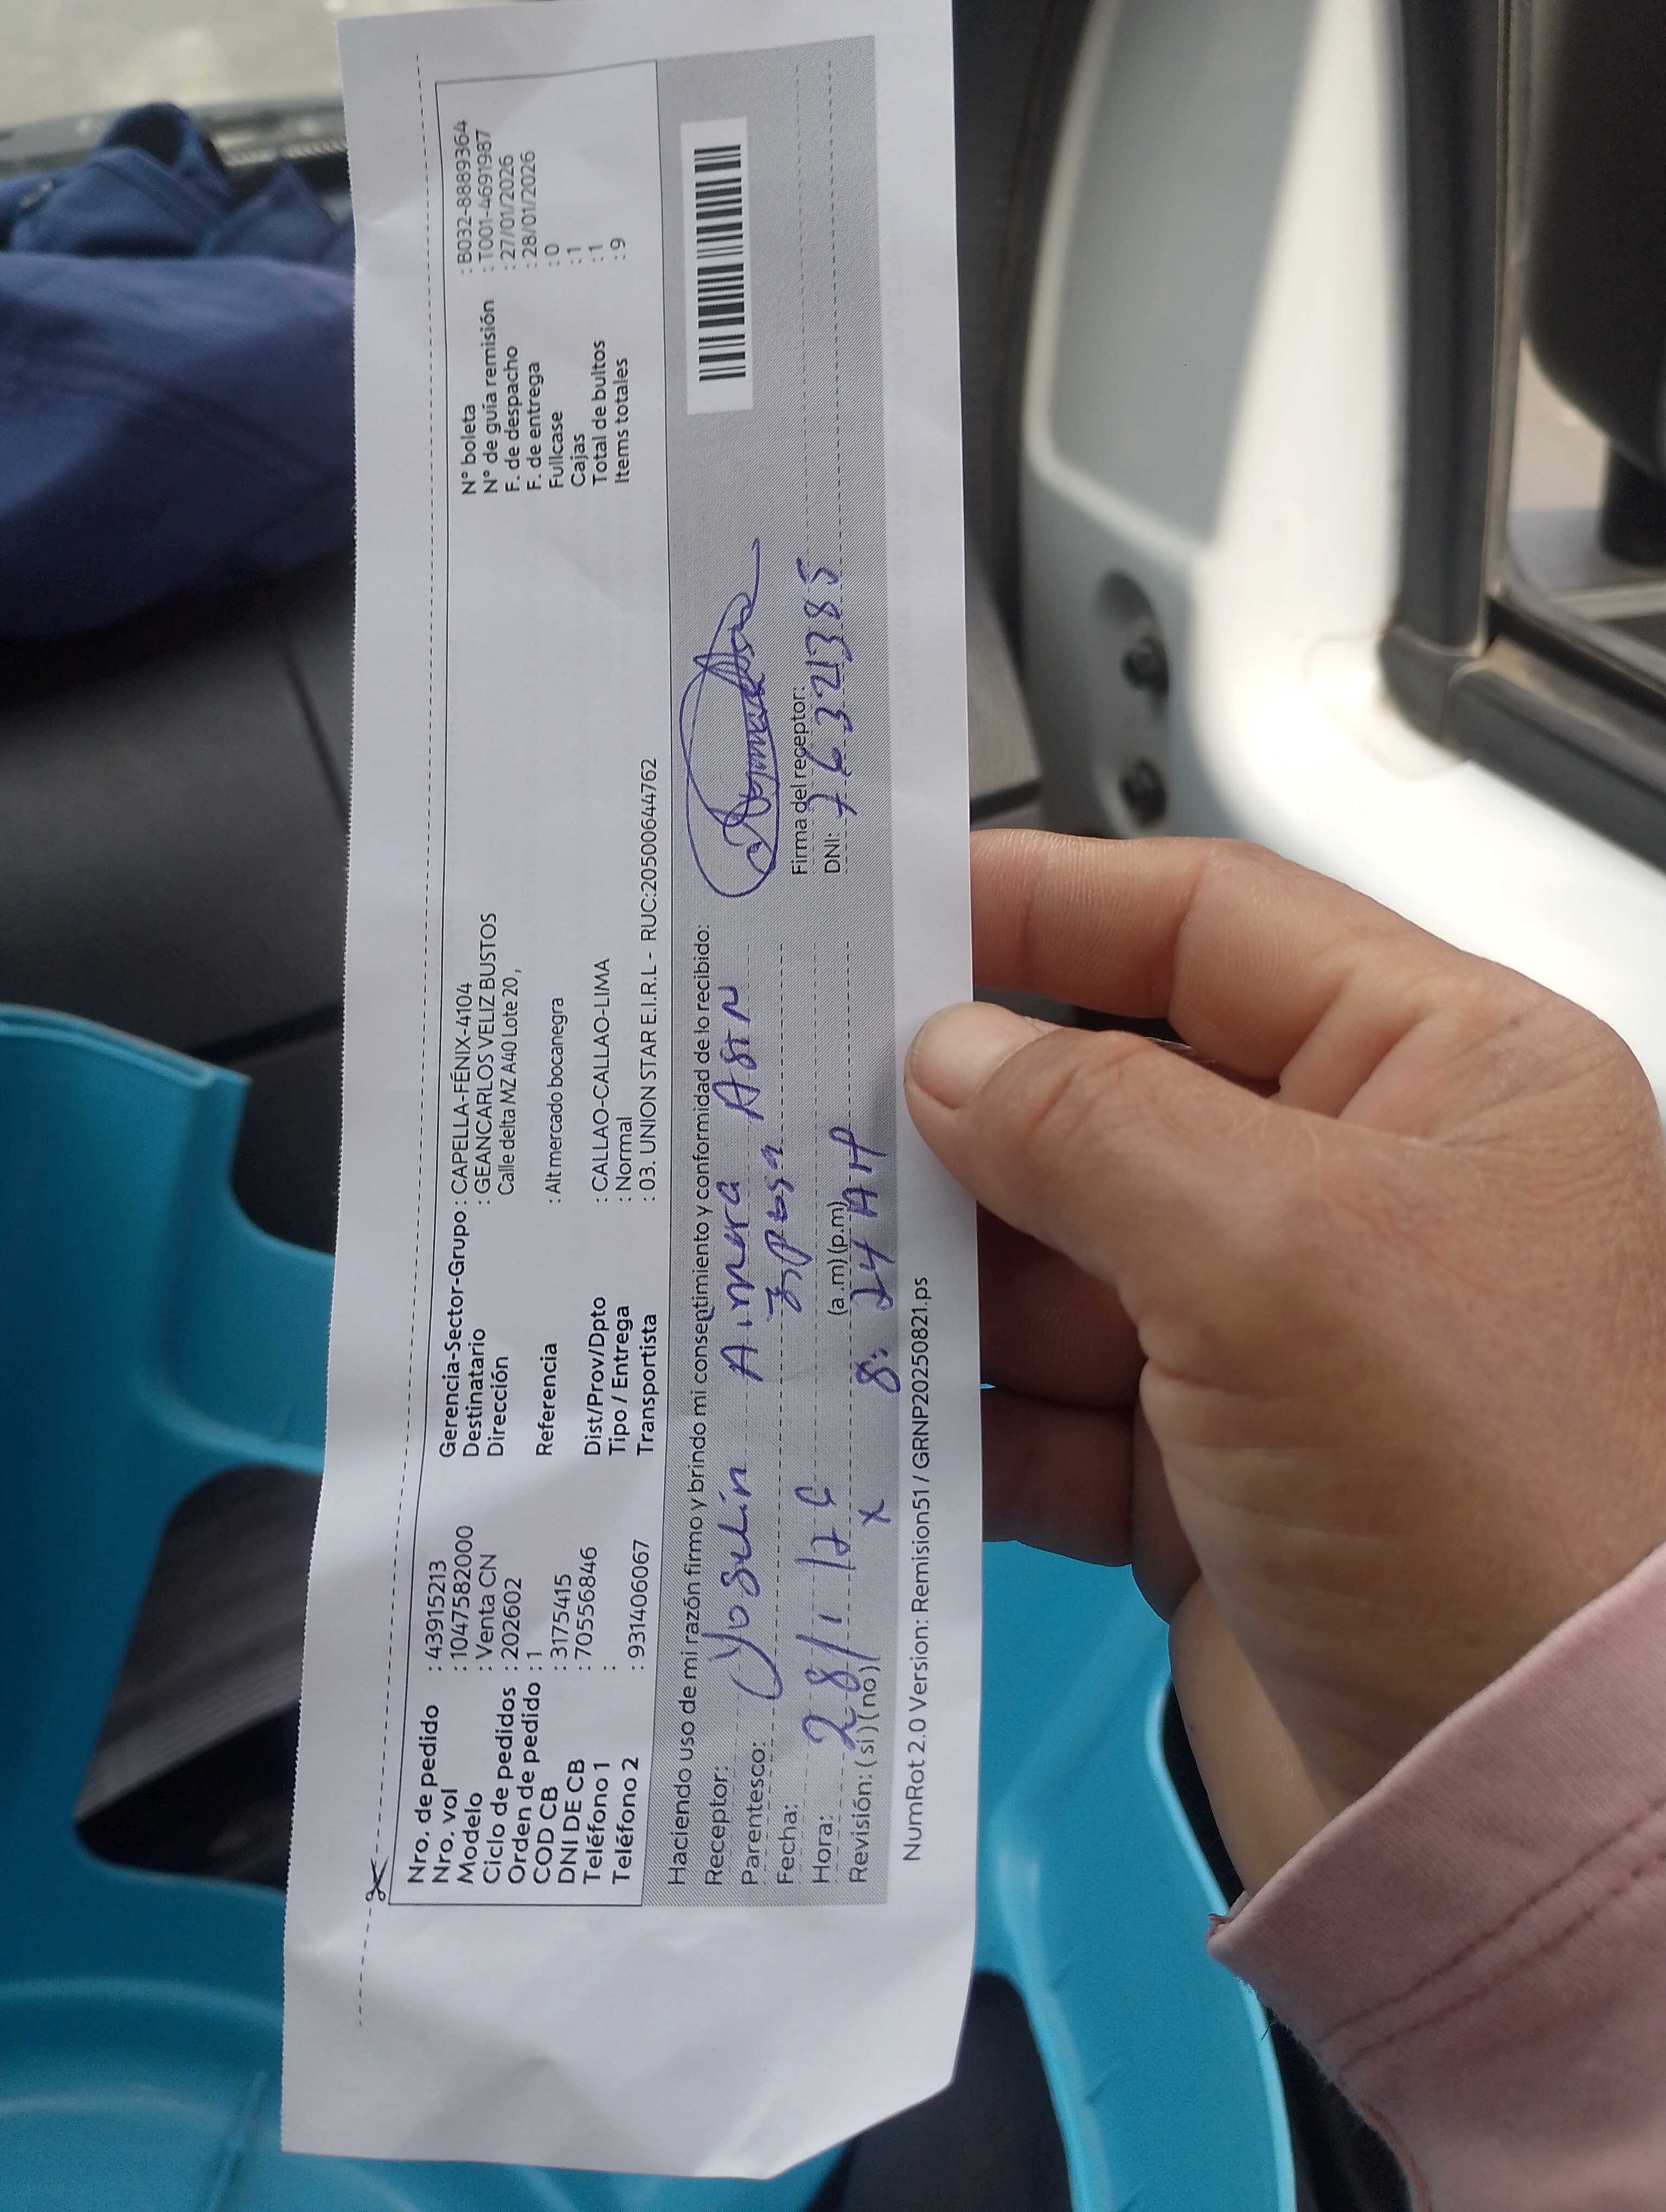 Nro. de pedido : 43915213
Nro. vol : 10475820000
Modelo : Venta CN
Ciclo de pedidos : 202602
Orden de pedido : 1
COD CB : 3175415
DNI DE CB : 70556846
Teléfono 1 :
Teléfono 2 : 931406067
Gerencia-Sector-Grupo : CAPELLA-FÉNIX-4104
Destinatario : GEANCARLOS VELIZ BUSTOS
Dirección Calle delta MZ A40 Lote 20,
Referencia : Alt mercado bocanegra
Dist/Prov/Dpto : CALLAO-CALLAO-LIMA
Tipo / Entrega : Normal
Transportista : 03. UNION STAR E.I.R.L - RUC:20500644762
N° boleta : B032-8889364
N° de guía remisión : T001-4691987
F. de despacho : 27/01/2026
F. de entrega : 28/01/2026
Fullcase : 0
Cajas : 1
Total de bultos : 1
Items totales : 9
Haciendo uso de mi razón firmo y brindo mi consentimiento y conformidad de lo recibido:
Receptor: Yoselin Aimara
Parentesco: Esposa
Fecha: 28/1/26
Hora: (a.m) (p.m) 8:24 AM
Revisión: (si) (no) x
Firma del receptor:
DNI: 76321385
NumRot 2.0 Version: Remision51 / GRNP20250821.ps